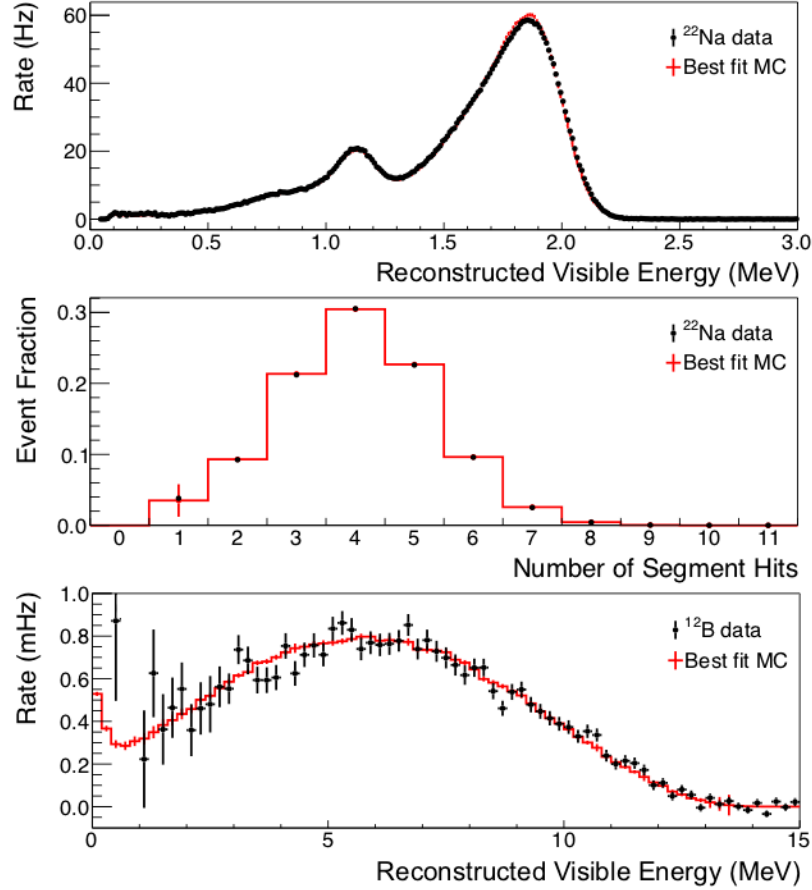 Rate (Hz)
60
40
20
0
²²Na data
Best fit MC
0.0 0.5 1.0 1.5 2.0 2.5 3.0
Reconstructed Visible Energy (MeV)
Event Fraction
0.3
0.2
0.1
0.0
²²Na data
Best fit MC
0 1 2 3 4 5 6 7 8 9 10 11
Number of Segment Hits
Rate (mHz)
1.0
0.8
0.6
0.4
0.2
0.0
¹²B data
Best fit MC
0 5 10 15
Reconstructed Visible Energy (MeV)